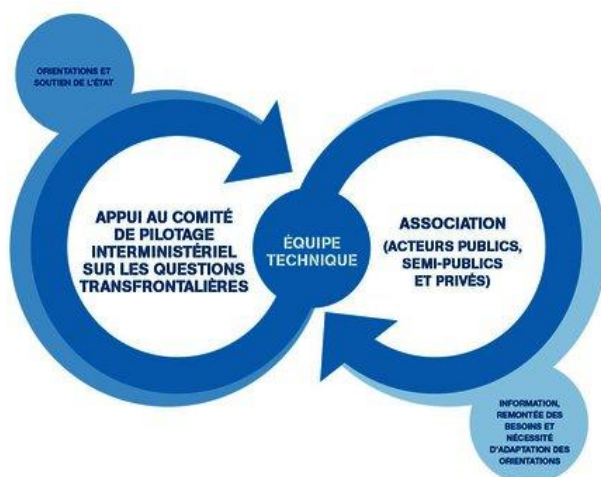 ORIENTATIONS ET
SOUTIEN DE L'ÉTAT
APPUI AU COMITÉ
DE PILOTAGE
INTERMINISTÉRIEL
SUR LES QUESTIONS
TRANSFRONTALIÈRES
ÉQUIPE
TECHNIQUE
ASSOCIATION
(ACTEURS PUBLICS,
SEMI-PUBLICS
ET PRIVÉS)
INFORMATION,
REMONTÉE DES
BESOINS ET
NÉCESSITÉ
D'ADAPTATION DES
ORIENTATIONS